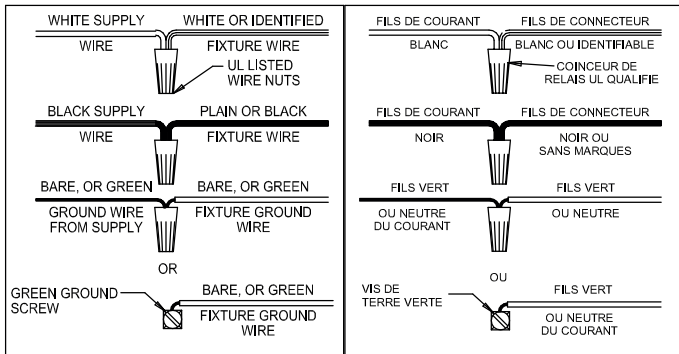 WHITE SUPPLY
WIRE
WHITE OR IDENTIFIED
FIXTURE WIRE
UL LISTED
WIRE NUTS
BLACK SUPPLY
WIRE
PLAIN OR BLACK
FIXTURE WIRE
BARE, OR GREEN
GROUND WIRE
FROM SUPPLY
BARE, OR GREEN
FIXTURE GROUND
WIRE
OR
GREEN GROUND
SCREW
BARE, OR GREEN
FIXTURE GROUND
WIRE
FILS DE COURANT
BLANC
FILS DE CONNECTEUR
BLANC OU IDENTIFIABLE
COINCEUR DE
RELAIS UL QUALIFIE
FILS DE COURANT
NOIR
FILS DE CONNECTEUR
NOIR OU
SANS MARQUES
FILS VERT
OU NEUTRE
DU COURANT
FILS VERT
OU NEUTRE
OU
VIS DE
TERRE VERTE
FILS VERT
OU NEUTRE
DU COURANT